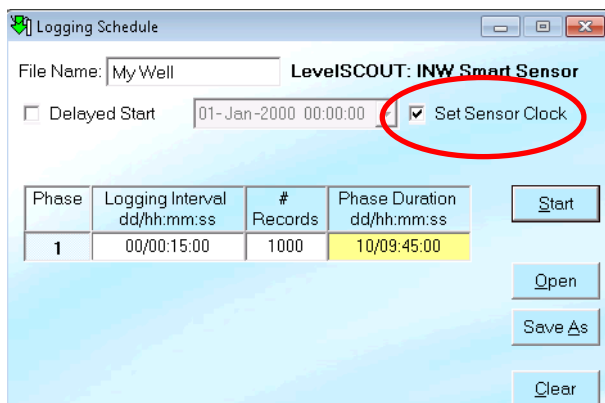 Logging Schedule
File Name: My Well LevelSCOUT: INW Smart Sensor
Delayed Start 01-Jan-2000 00:00:00 Set Sensor Clock
Phase Logging Interval dd/hh:mm:ss # Records Phase Duration dd/hh:mm:ss
1 00/00:15:00 1000 10/09:45:00
Start
Open
Save As
Clear